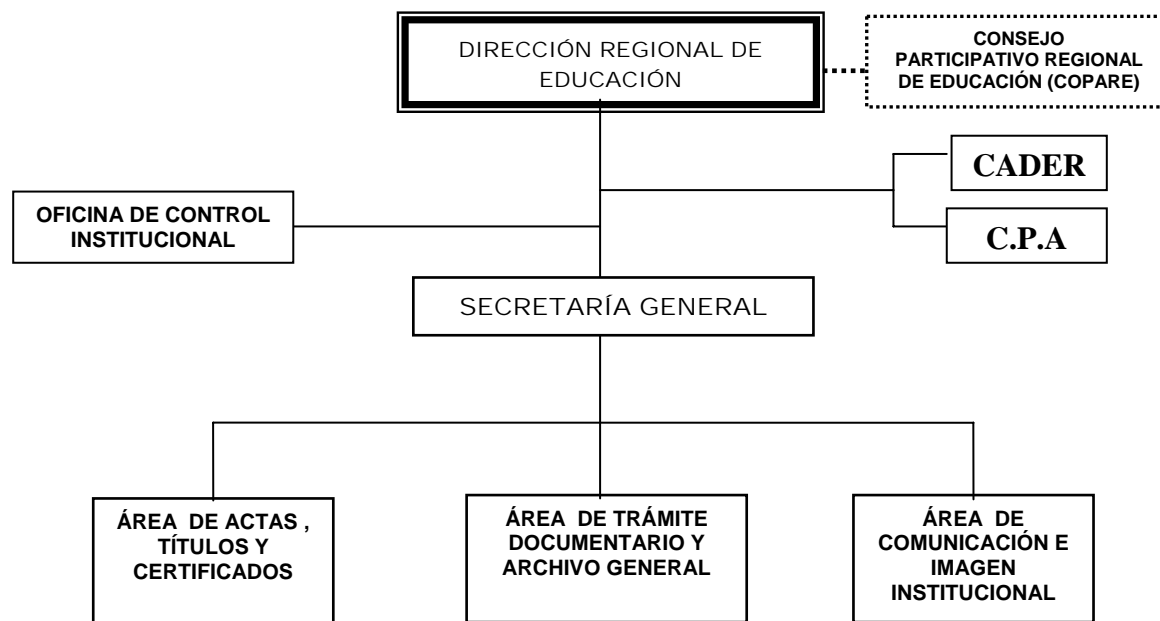 DIRECCIÓN REGIONAL DE
EDUCACIÓN
CONSEJO
PARTICIPATIVO REGIONAL
DE EDUCACIÓN (COPARE)
CADER
OFICINA DE CONTROL
INSTITUCIONAL
C.P.A
SECRETARÍA GENERAL
ÁREA DE ACTAS ,
TÍTULOS Y
CERTIFICADOS
ÁREA DE TRÁMITE
DOCUMENTARIO Y
ARCHIVO GENERAL
ÁREA DE
COMUNICACIÓN E
IMAGEN
INSTITUCIONAL